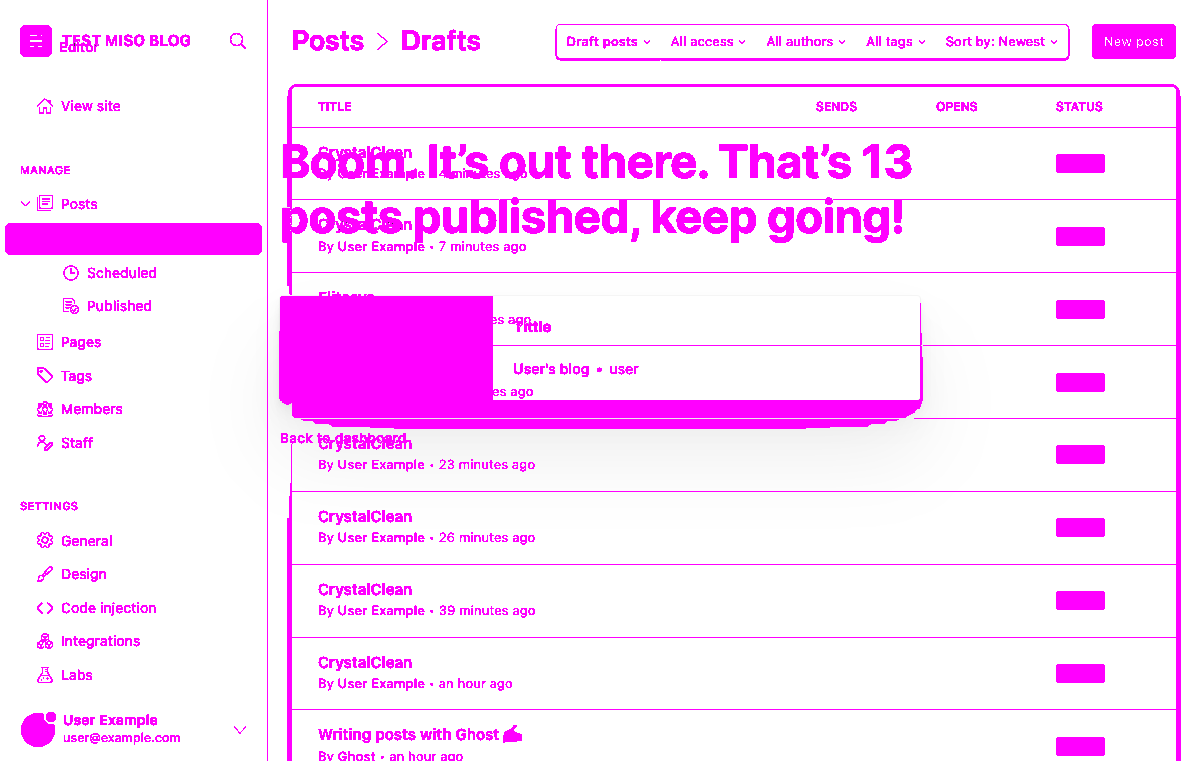 TEST MISO BLOG
Editor
View site
MANAGE
Posts
Scheduled
Published
Pages
Tags
Members
Staff
SETTINGS
General
Design
Code injection
Integrations
Labs
User Example
user@example.com
Posts > Drafts
Draft posts
All access
All authors
All tags
Sort by: Newest
New post
TITLE SENDS OPENS STATUS
CrystalClean
By User Example • minutes ago
Boom. It's out there. That's 13
posts published, keep going!
CrystalClean
By User Example • 7 minutes ago
es ago
Tittle
User's blog • user
es ago
Back to dashboard
CrystalClean
By User Example • 23 minutes ago
CrystalClean
By User Example • 26 minutes ago
CrystalClean
By User Example • 39 minutes ago
CrystalClean
By User Example • an hour ago
Writing posts with Ghost ✍
By Ghost • an hour ago